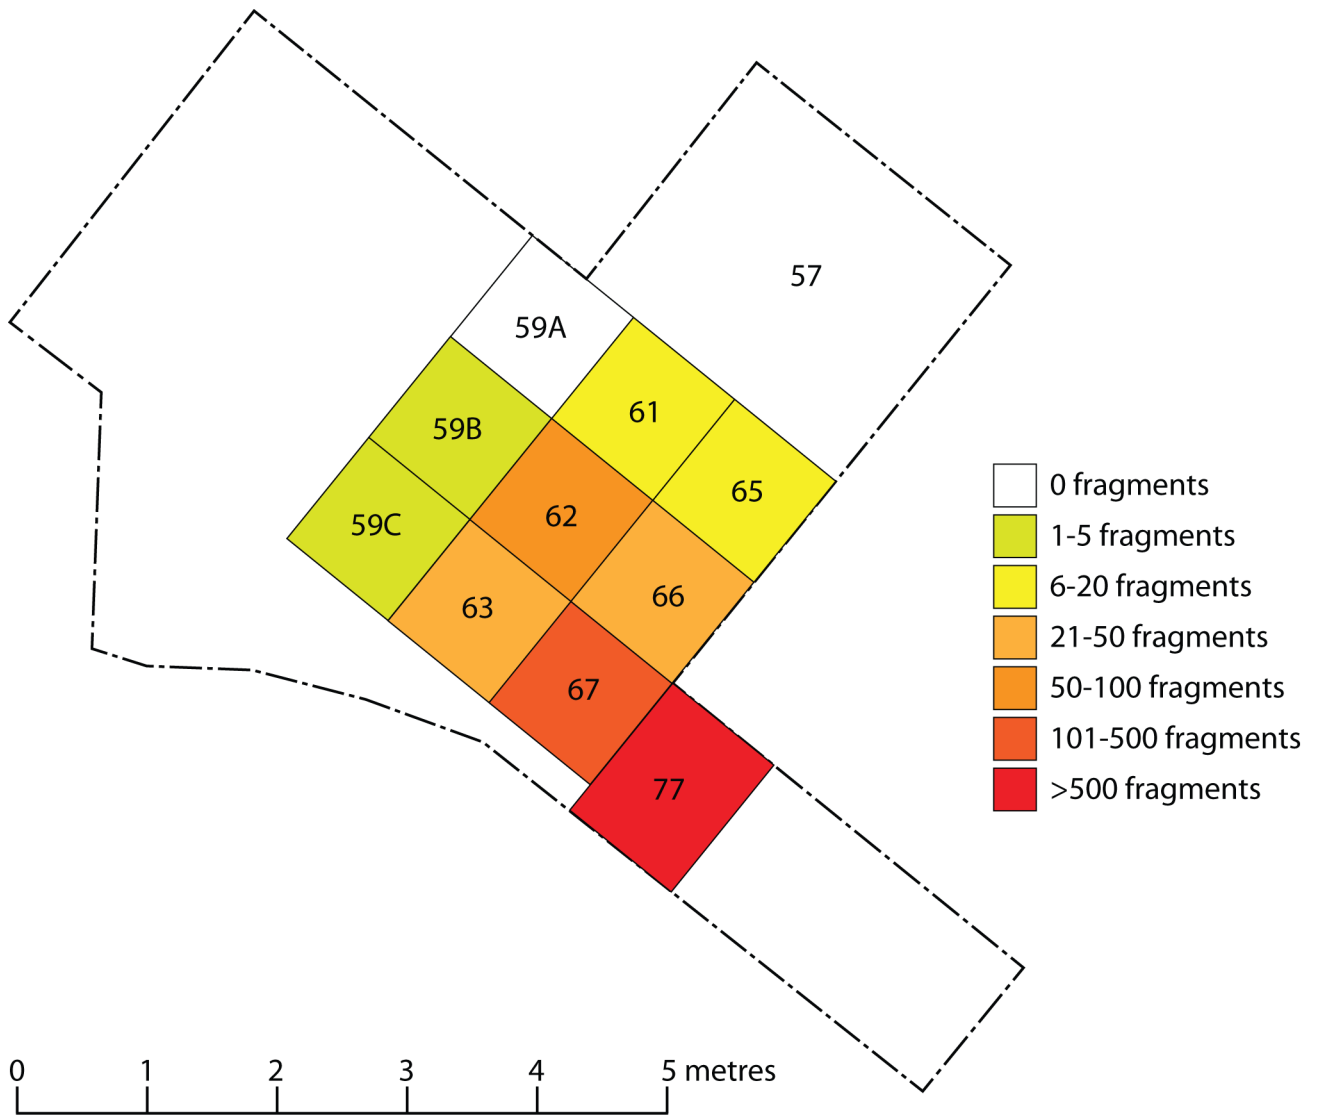 57
59A
61
59B
65
62
59C
66
63
67
77
0 fragments
1-5 fragments
6-20 fragments
21-50 fragments
50-100 fragments
101-500 fragments
>500 fragments
0 1 2 3 4 5 metres